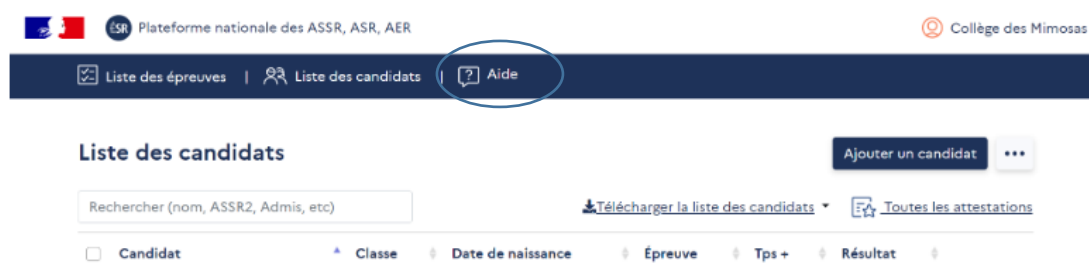 ÉSR Plateforme nationale des ASSR, ASR, AER
Collège des Mimosas
Liste des épreuves | Liste des candidats | ? Aide
Liste des candidats
Ajouter un candidat ...
Rechercher (nom, ASSR2, Admis, etc)
Télécharger la liste des candidats
Toutes les attestations
Candidat Classe Date de naissance Épreuve Tps + Résultat